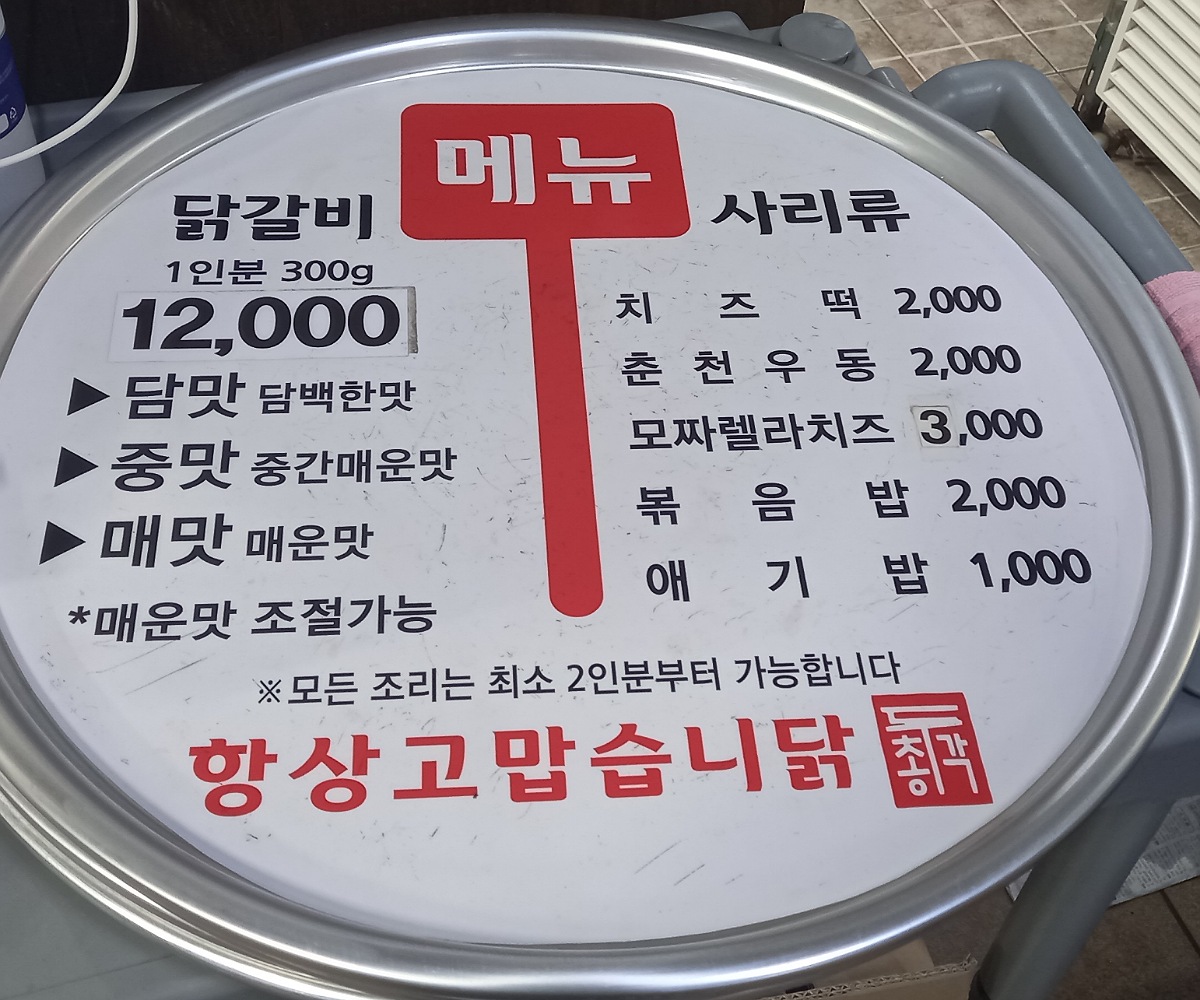 메뉴
닭갈비
1인분 300g
12,000
▶담맛 담백한맛
▶중맛 중간매운맛
▶매맛 매운맛
*매운맛 조절가능
사리류
치즈떡 2,000
춘천우동 2,000
모짜렐라치즈 3,000
볶음밥 2,000
애기밥 1,000
※모든 조리는 최소 2인분부터 가능합니다
항상고맙습니닭